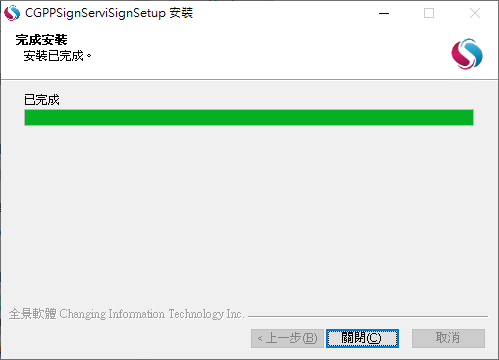 CGPPSignServiSignSetup 安裝
完成安裝
安裝已完成。
已完成
全景軟體 Changing Information Technology Inc.
< 上一步(B)
關閉(C)
取消